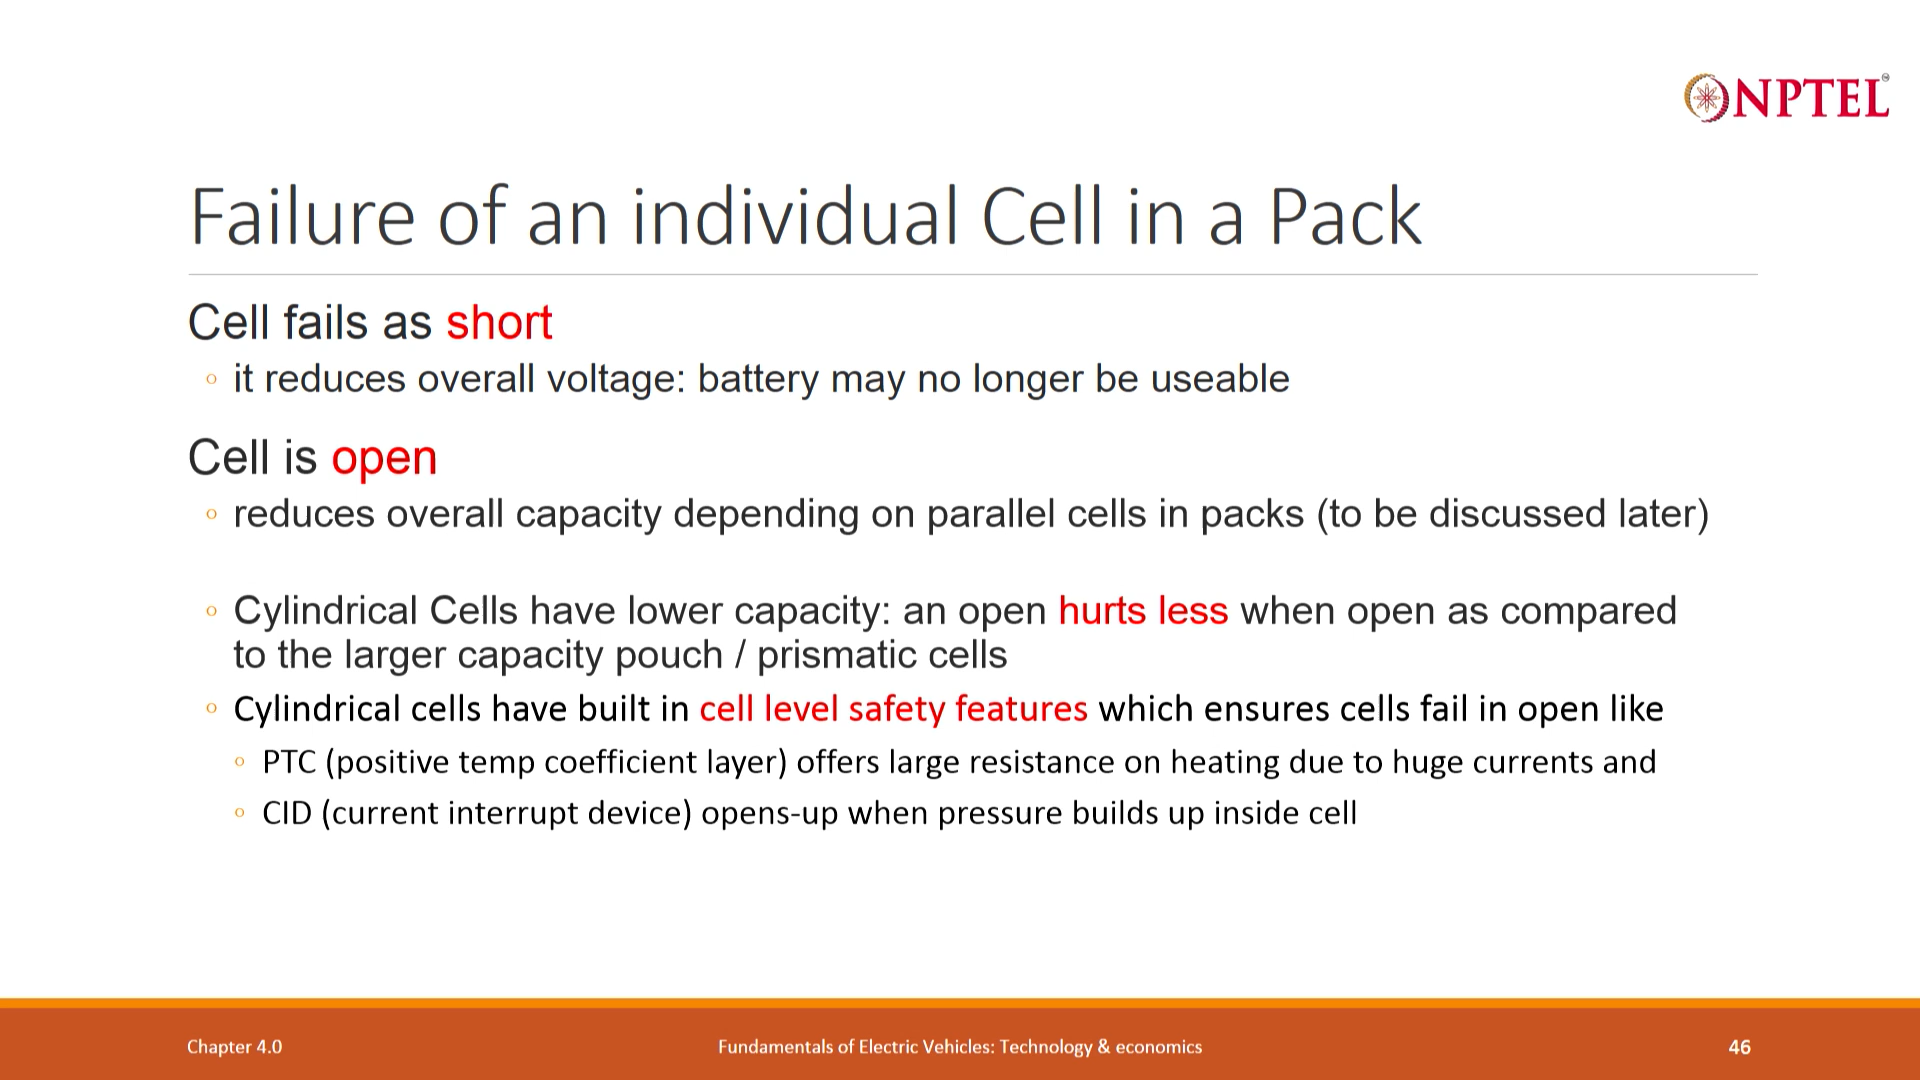 NPTEL
Failure of an individual Cell in a Pack
Cell fails as short
◦ it reduces overall voltage: battery may no longer be useable
Cell is open
◦ reduces overall capacity depending on parallel cells in packs (to be discussed later)
◦ Cylindrical Cells have lower capacity: an open hurts less when open as compared
to the larger capacity pouch / prismatic cells
◦ Cylindrical cells have built in cell level safety features which ensures cells fail in open like
◦ PTC (positive temp coefficient layer) offers large resistance on heating due to huge currents and
◦ CID (current interrupt device) opens-up when pressure builds up inside cell
Chapter 4.0
Fundamentals of Electric Vehicles: Technology & economics
46